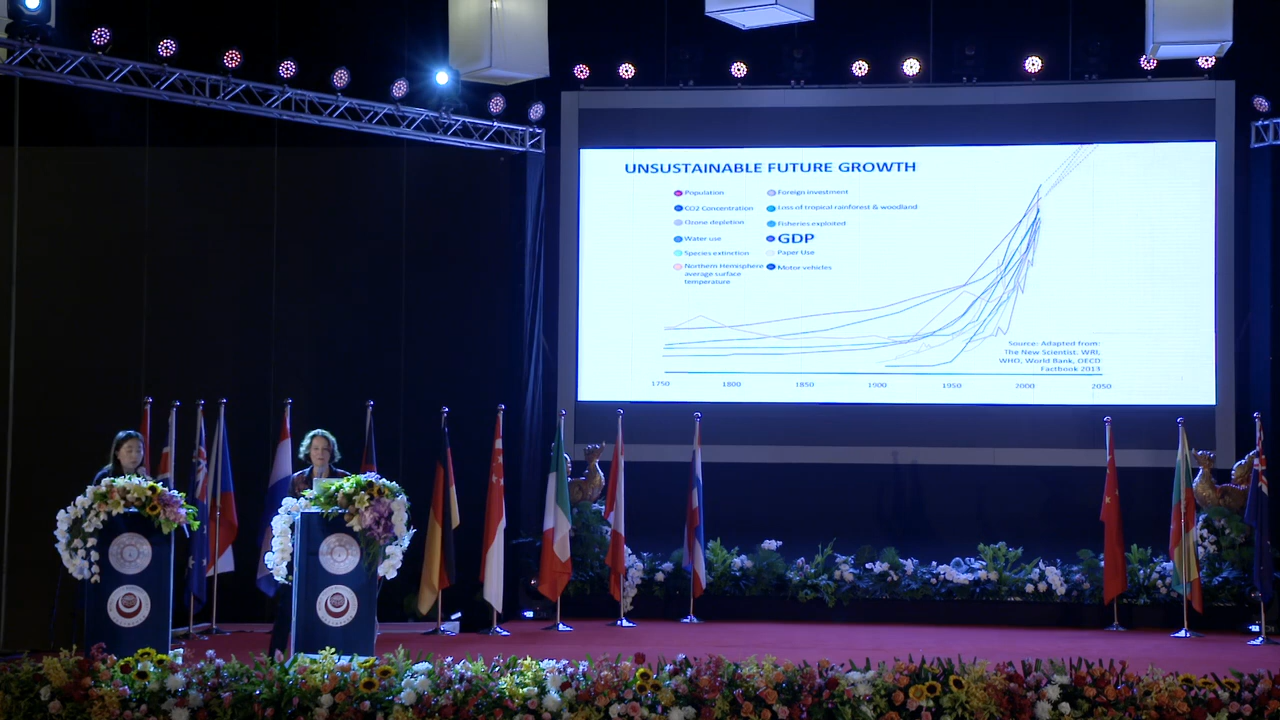 UNSUSTAINABLE FUTURE GROWTH
Population
CO2 Concentration
Ozone depletion
Water use
Species extinction
Northern Hemisphere
average surface
temperature
Foreign investment
Loss of tropical rainforest & woodland
Fisheries exploited
GDP
Paper Use
Motor vehicles
Source: Adapted from:
The New Scientist. WRI,
WHO, World Bank, OECD
Factbook 2013
1750 1800 1850 1900 1950 2000 2050